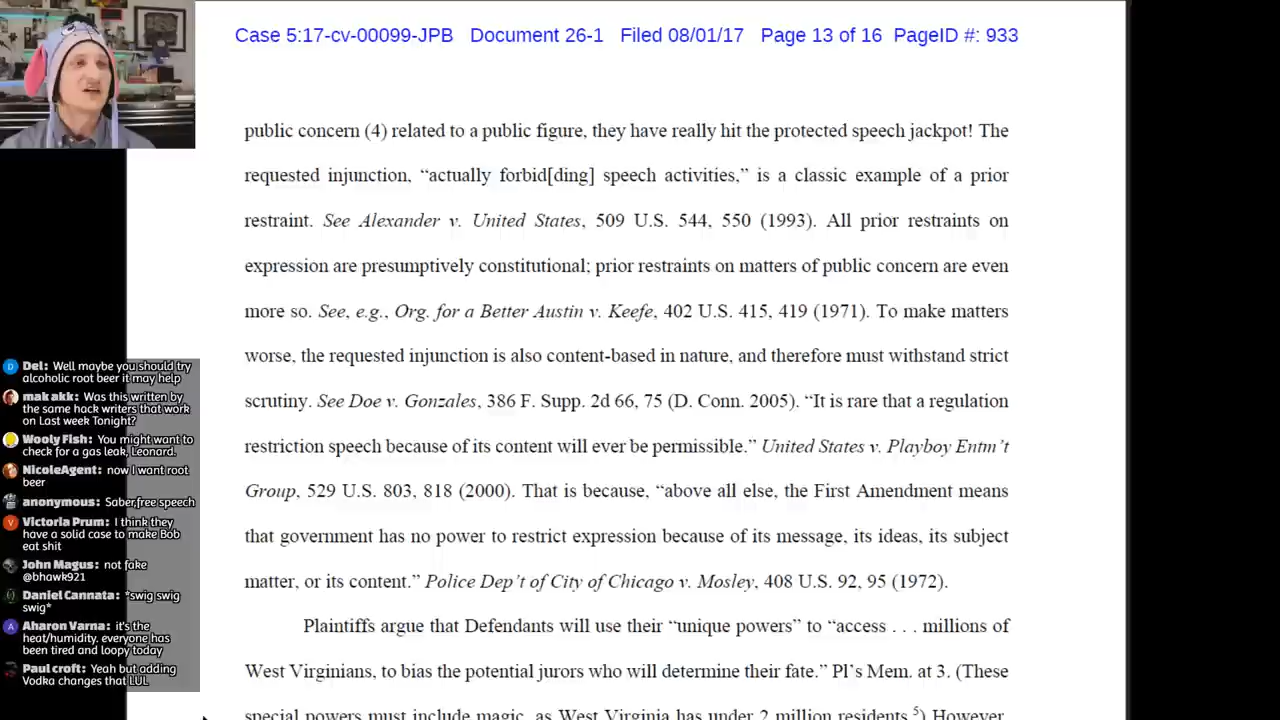 Case 5:17-cv-00099-JPB Document 26-1 Filed 08/01/17 Page 13 of 16 PageID #: 933
public concern (4) related to a public figure, they have really hit the protected speech jackpot! The
requested injunction, “actually forbid[ding] speech activities,” is a classic example of a prior
restraint. See Alexander v. United States, 509 U.S. 544, 550 (1993). All prior restraints on
expression are presumptively constitutional; prior restraints on matters of public concern are even
more so. See, e.g., Org. for a Better Austin v. Keefe, 402 U.S. 415, 419 (1971). To make matters
worse, the requested injunction is also content-based in nature, and therefore must withstand strict
scrutiny. See Doe v. Gonzales, 386 F. Supp. 2d 66, 75 (D. Conn. 2005). “It is rare that a regulation
restriction speech because of its content will ever be permissible.” United States v. Playboy Entm’t
Group, 529 U.S. 803, 818 (2000). That is because, “above all else, the First Amendment means
that government has no power to restrict expression because of its message, its ideas, its subject
matter, or its content.” Police Dep’t of City of Chicago v. Mosley, 408 U.S. 92, 95 (1972).
Plaintiffs argue that Defendants will use their “unique powers” to “access . . . millions of
West Virginians, to bias the potential jurors who will determine their fate.” Pl’s Mem. at 3. (These
special powers must include magic, as West Virginia has under 2 million residents.5) However,
D
Del: Well maybe you should try
alcoholic root beer it may help
mak akk: Was this written by
the same hack writers that work
on Last week Tonight?
Wooly Fish: You might want to
check for a gas leak, Leonard.
NicoleAgent: now I want root
beer
anonymous: Saber,free speech
V
Victoria Prum: I think they
have a solid case to make Bob
eat shit
John Magus: not fake
@bhawk921
Daniel Cannata: *swig swig
swig*
A
Aharon Varna: it's the
heat/humidity. everyone has
been tired and loopy today
Paul croft: Yeah but adding
Vodka changes that LUL